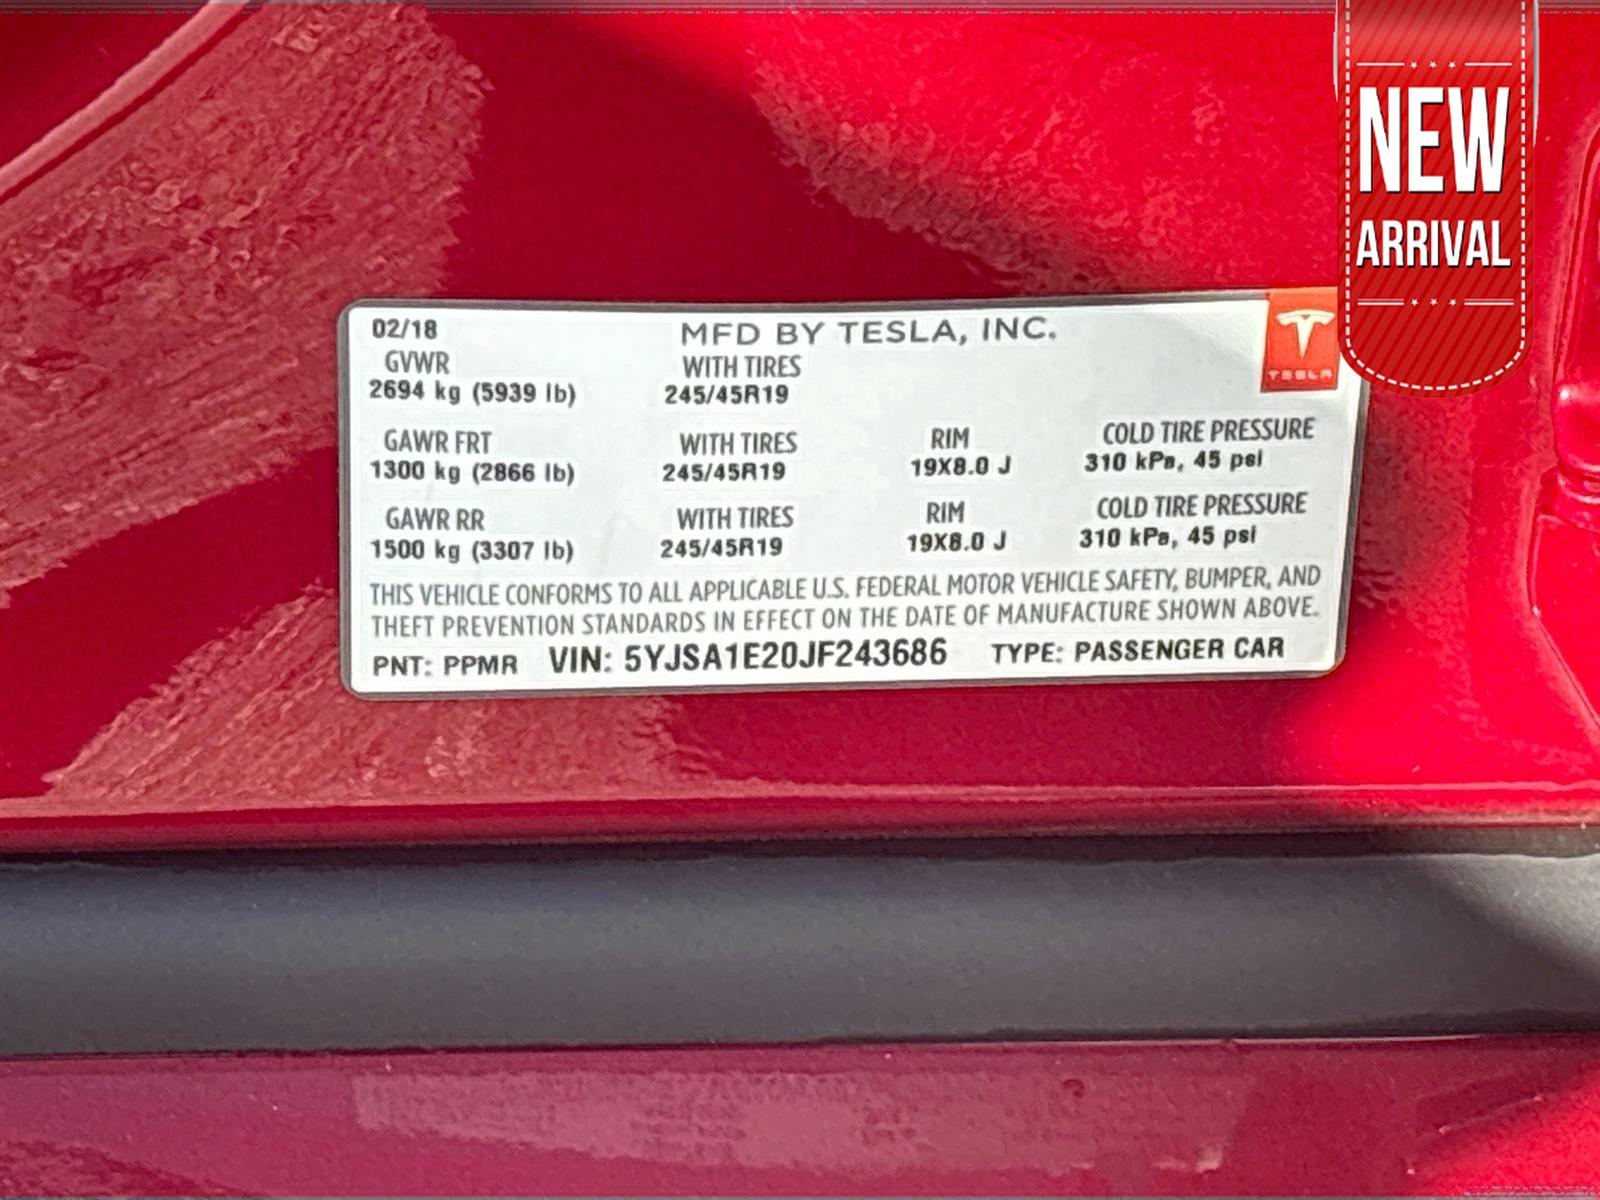 NEW
ARRIVAL
02/18 MFD BY TESLA, INC.
TESLA
GVWR WITH TIRES
2694 kg (5939 lb) 245/45R19
GAWR FRT WITH TIRES RIM COLD TIRE PRESSURE
1300 kg (2866 lb) 245/45R19 19X8.0 J 310 kPa, 45 psi
GAWR RR WITH TIRES RIM COLD TIRE PRESSURE
1500 kg (3307 lb) 245/45R19 19X8.0 J 310 kPa, 45 psi
THIS VEHICLE CONFORMS TO ALL APPLICABLE U.S. FEDERAL MOTOR VEHICLE SAFETY, BUMPER, AND
THEFT PREVENTION STANDARDS IN EFFECT ON THE DATE OF MANUFACTURE SHOWN ABOVE.
PNT: PPMR VIN: 5YJSA1E20JF243686 TYPE: PASSENGER CAR